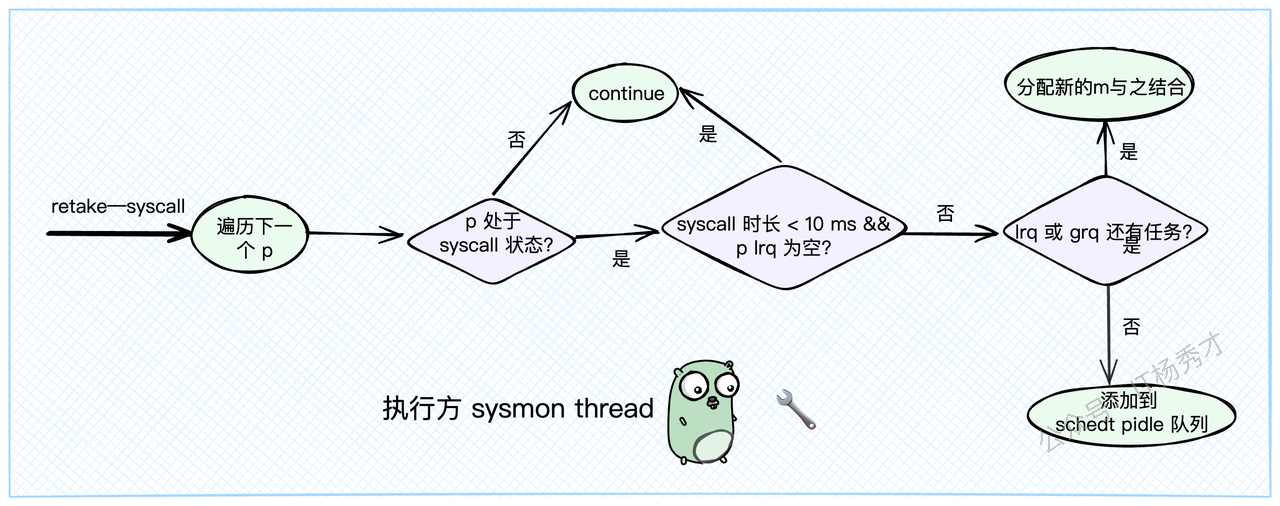 continue
分配新的m与之结合
否
是
是
retake—syscall
遍历下一
个 p
p 处于
syscall 状态?
是
syscall 时长 < 10 ms &&
p lrq 为空?
否
lrq 或 grq 还有任务?
是
否
执行方 sysmon thread
添加到
schedt pidle 队列
公众号 IT杨秀才